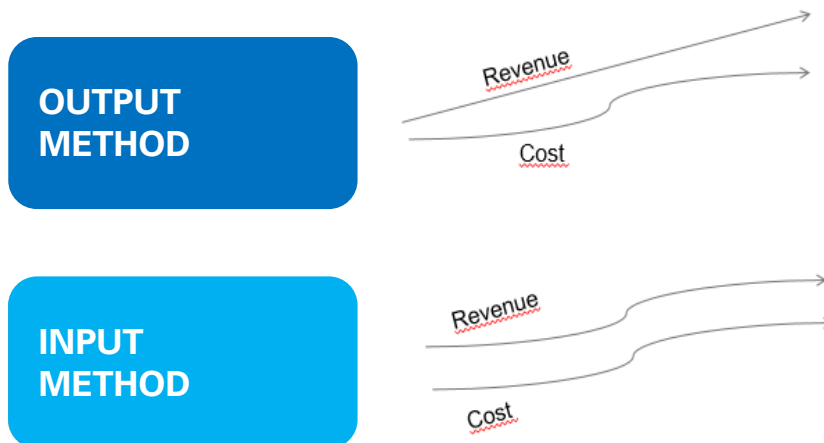 OUTPUT
METHOD
Revenue
Cost
INPUT
METHOD
Revenue
Cost